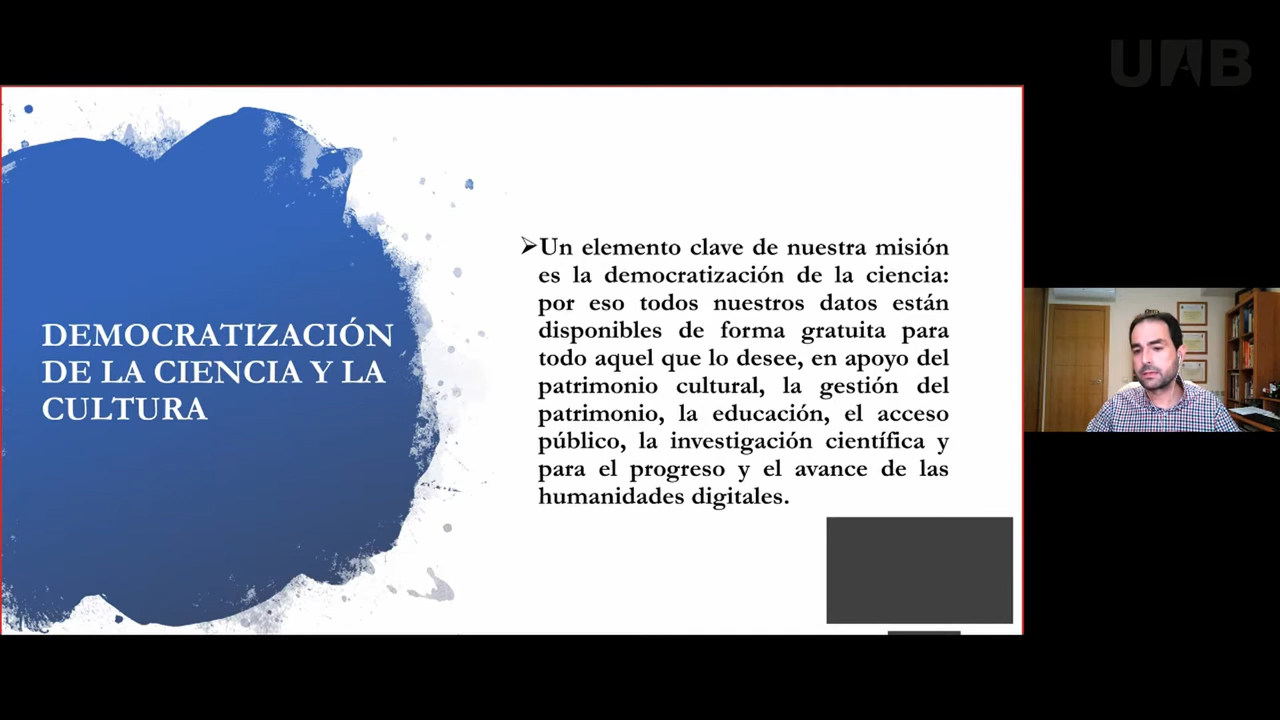 UAB
DEMOCRATIZACIÓN
DE LA CIENCIA Y LA
CULTURA
➢Un elemento clave de nuestra misión
es la democratización de la ciencia:
por eso todos nuestros datos están
disponibles de forma gratuita para
todo aquel que lo desee, en apoyo del
patrimonio cultural, la gestión del
patrimonio, la educación, el acceso
público, la investigación científica y
para el progreso y el avance de las
humanidades digitales.